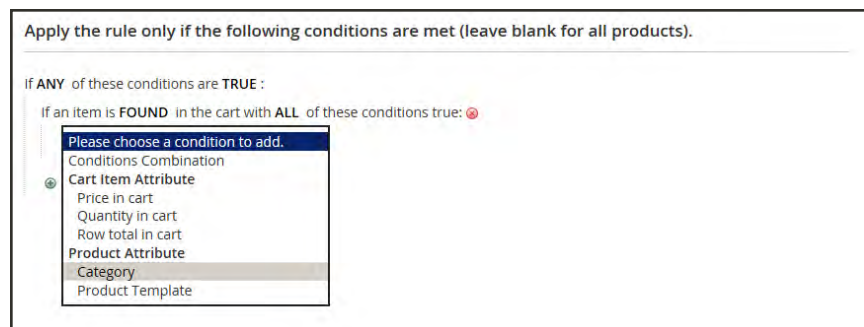 Apply the rule only if the following conditions are met (leave blank for all products).
If ANY of these conditions are TRUE :
If an item is FOUND in the cart with ALL of these conditions true:
Please choose a condition to add.
Conditions Combination
Cart Item Attribute
Price in cart
Quantity in cart
Row total in cart
Product Attribute
Category
Product Template